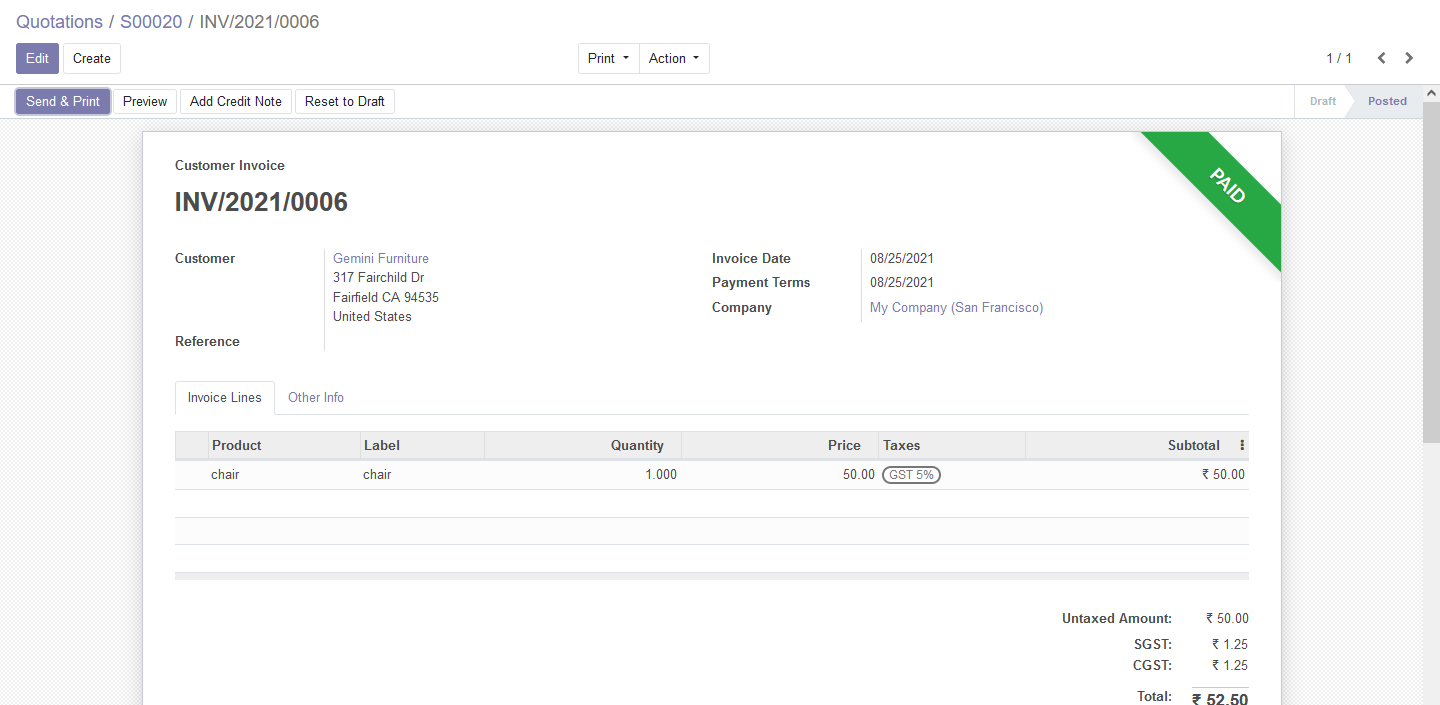 Quotations / S00020 / INV/2021/0006
Edit Create Print Action 1 / 1
Send & Print Preview Add Credit Note Reset to Draft Draft Posted
PAID
Customer Invoice
INV/2021/0006
Customer Gemini Furniture Invoice Date 08/25/2021
317 Fairchild Dr Payment Terms 08/25/2021
Fairfield CA 94535 Company My Company (San Francisco)
United States
Reference
Invoice Lines Other Info
Product Label Quantity Price Taxes Subtotal
chair chair 1.000 50.00 GST 5% ₹ 50.00
Untaxed Amount: ₹ 50.00
SGST: ₹ 1.25
CGST: ₹ 1.25
Total: ₹ 52.50